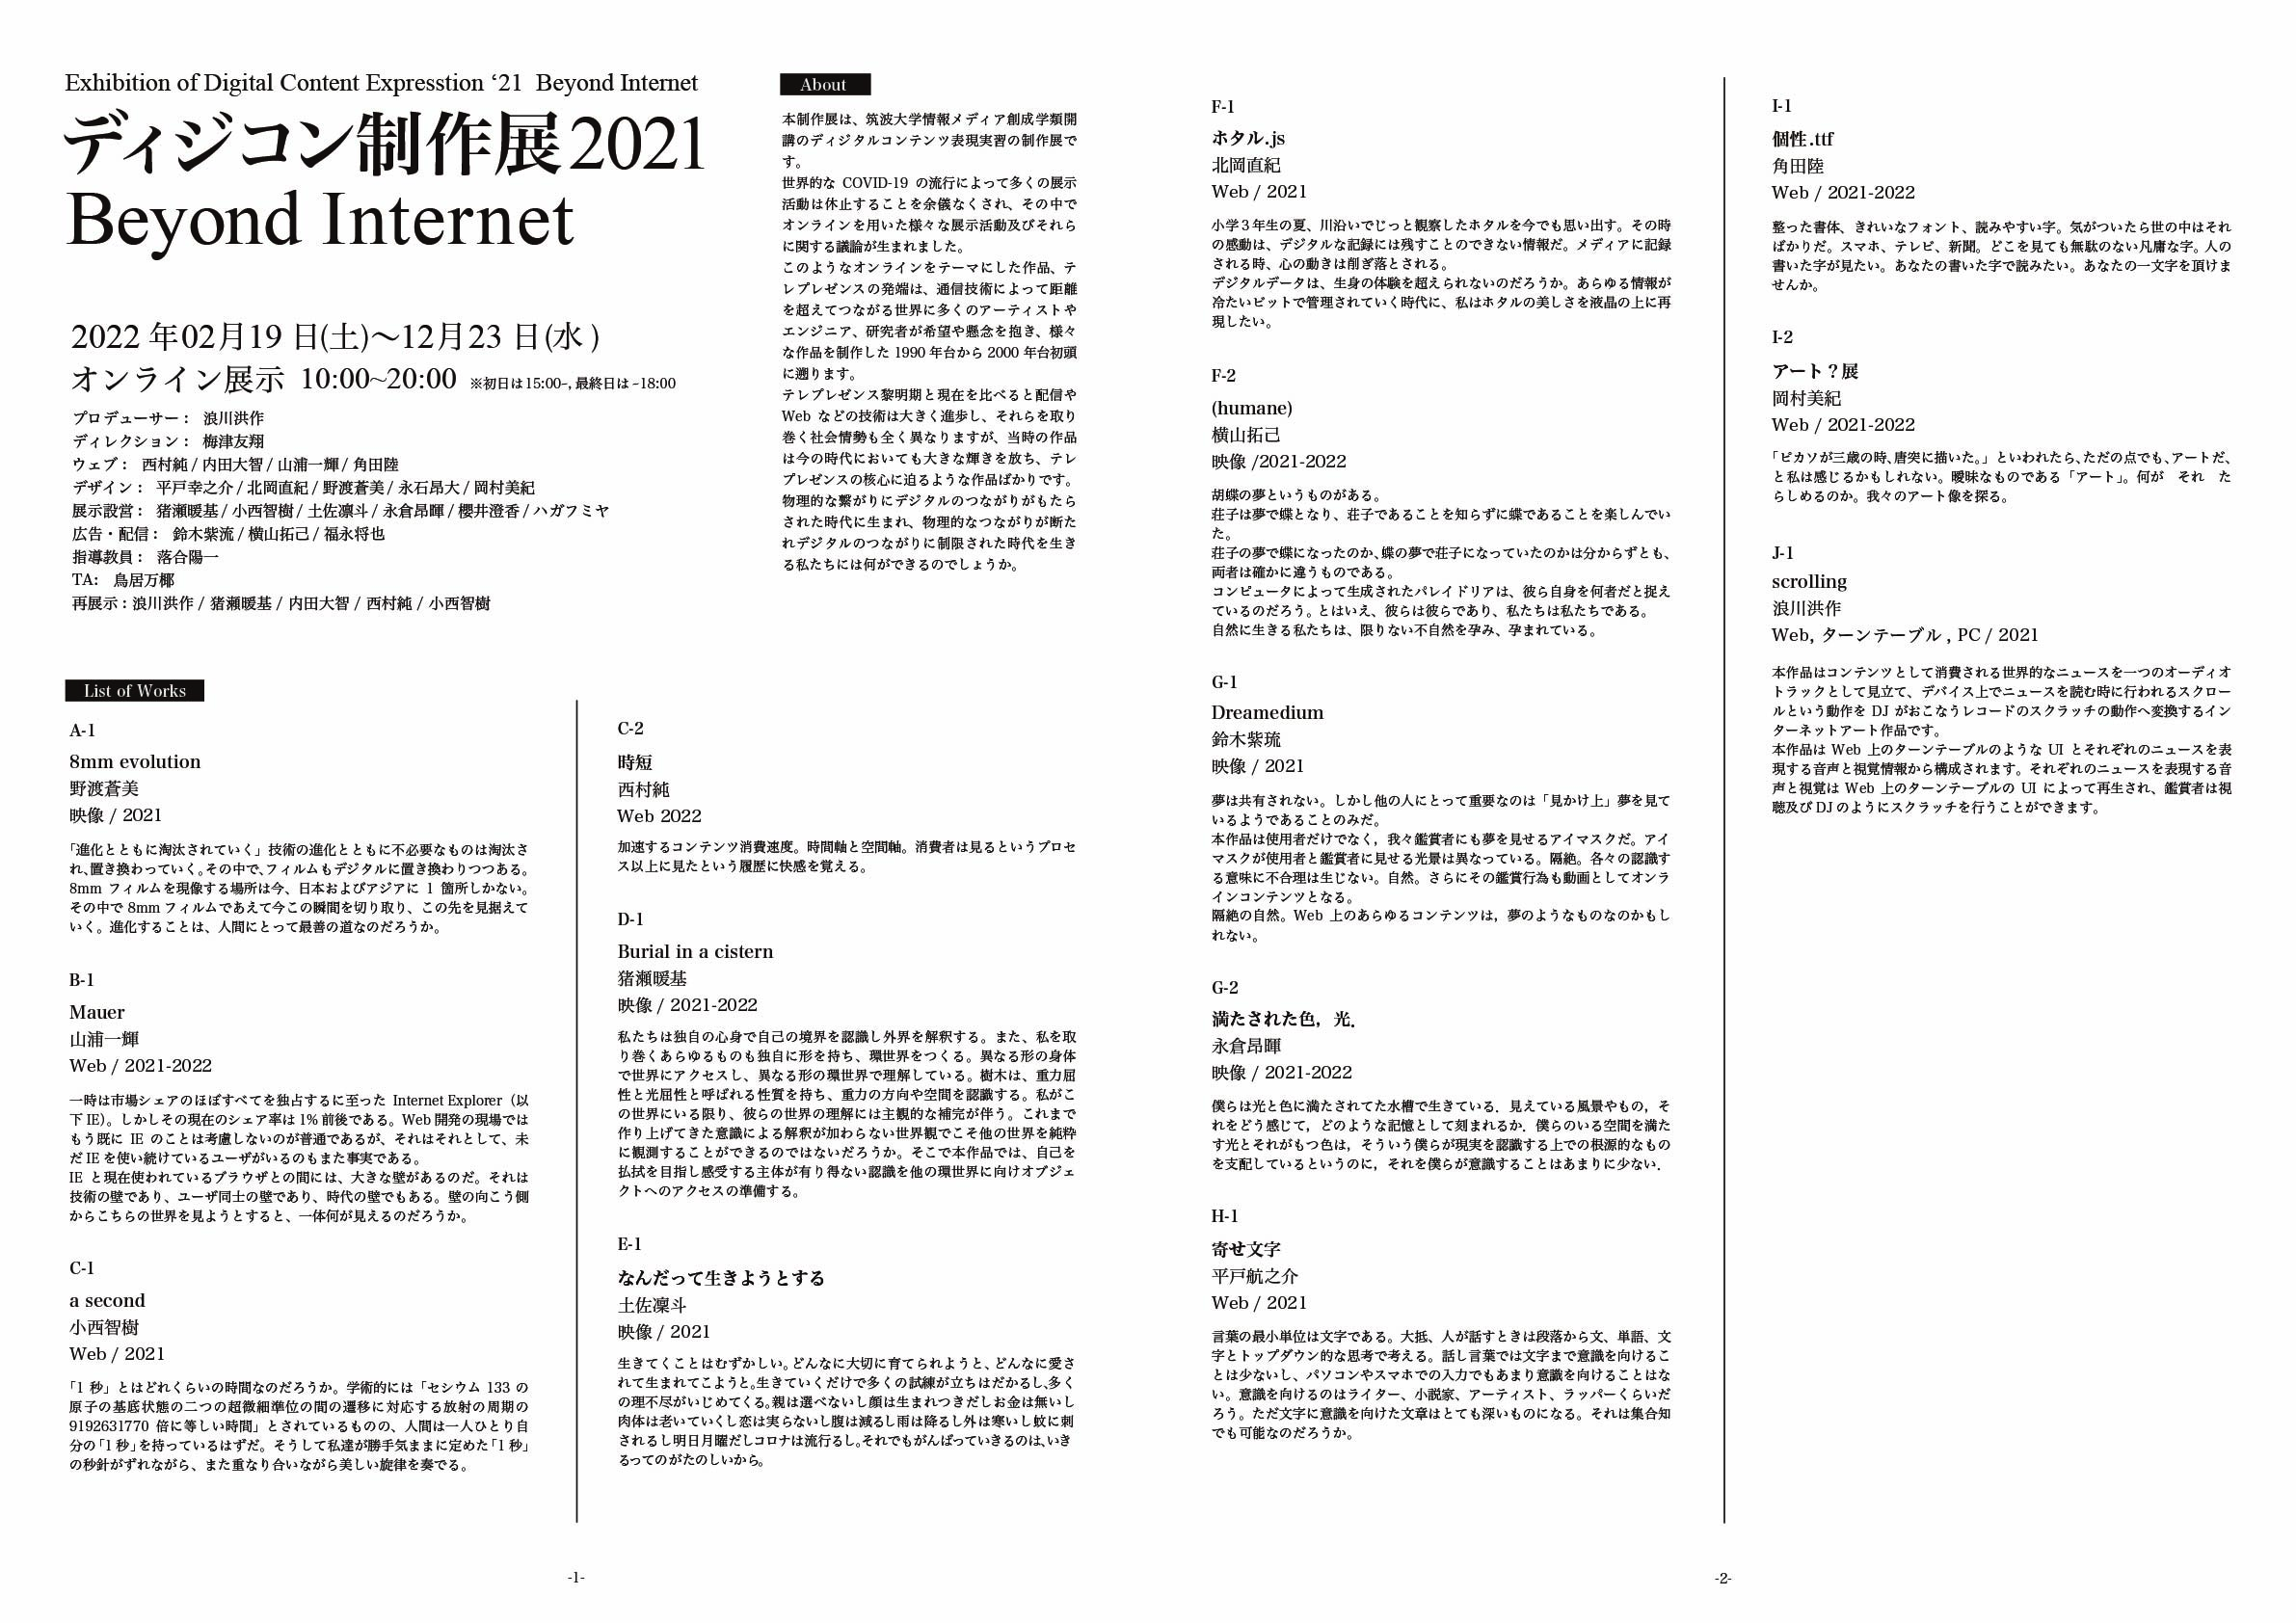 Exhibition of Digital Content Expresstion ‘21  Beyond Internet
ディジコン制作展2021
Beyond Internet
2022 年02月19 日(土)〜12月23 日(水 )
オンライン展示  10:00~20:00  ※初日は15:00~, 最終日は ~18:00
プロデューサー： 浪川洪作
ディレクション： 梅津友翔
ウェブ： 西村純 / 内田大智 / 山浦一輝 / 角田陸
デザイン： 平戸幸之介 / 北岡直紀 / 野渡蒼美 / 永石昂大 / 岡村美紀
展示設営： 猪瀬暖基 / 小西智樹 / 土佐凛斗 / 永倉昂暉 / 櫻井澄香 / ハガフミヤ
広告・配信： 鈴木紫流 / 横山拓己 / 福永将也
指導教員： 落合陽一
TA:  鳥居万椰
再展示 : 浪川洪作 / 猪瀬暖基 / 内田大智 / 西村純 / 小西智樹
About
本制作展は、筑波大学情報メディア創成学類開
講のディジタルコンテンツ表現実習の制作展で
す。
世界的な COVID-19 の流行によって多くの展示
活動は休止することを余儀なくされ、その中で
オンラインを用いた様々な展示活動及びそれら
に関する議論が生まれました。
このようなオンラインをテーマにした作品、テ
レプレゼンスの発端は、通信技術によって距離
を超えてつながる世界に多くのアーティストや
エンジニア、研究者が希望や懸念を抱き、様々
な作品を制作した 1990 年台から 2000 年台初頭
に遡ります。
テレプレゼンス黎明期と現在を比べると配信や
Web などの技術は大きく進歩し、それらを取り
巻く社会情勢も全く異なりますが、当時の作品
は今の時代においても大きな輝きを放ち、テレ
プレゼンスの核心に迫るような作品ばかりです。
物理的な繋がりにデジタルのつながりがもたら
された時代に生まれ、物理的なつながりが断た
れデジタルのつながりに制限された時代を生き
る私たちには何ができるのでしょうか。
List of Works
A-1
8mm evolution
野渡蒼美
映像 / 2021
「進化とともに淘汰されていく」技術の進化とともに不必要なものは淘汰さ
れ、置き換わっていく。その中で、フィルムもデジタルに置き換わりつつある。
8mm フィルムを現像する場所は今、日本およびアジアに 1 箇所しかない。
その中で 8mm フィルムであえて今この瞬間を切り取り、この先を見据えて
いく。進化することは、人間にとって最善の道なのだろうか。
B-1
Mauer
山浦一輝
Web / 2021-2022
一時は市場シェアのほぼすべてを独占するに至った Internet Explorer（以
下 IE）。しかしその現在のシェア率は 1% 前後である。Web 開発の現場では
もう既に IE のことは考慮しないのが普通であるが、それはそれとして、未
だ IE を使い続けているユーザがいるのもまた事実である。
IE と現在使われているブラウザとの間には、大きな壁があるのだ。それは
技術の壁であり、ユーザ同士の壁であり、時代の壁でもある。壁の向こう側
からこちらの世界を見ようとすると、一体何が見えるのだろうか。
C-1
a second
小西智樹
Web / 2021
「1 秒」とはどれくらいの時間なのだろうか。学術的には「セシウム 133 の
原子の基底状態の二つの超微細準位の間の遷移に対応する放射の周期の
9192631770 倍に等しい時間」とされているものの、人間は一人ひとり自
分の「1 秒」を持っているはずだ。そうして私達が勝手気ままに定めた「1 秒」
の秒針がずれながら、また重なり合いながら美しい旋律を奏でる。
C-2
時短
西村純
Web 2022
加速するコンテンツ消費速度。時間軸と空間軸。消費者は見るというプロセ
ス以上に見たという履歴に快感を覚える。
D-1
Burial in a cistern
猪瀬暖基
映像 / 2021-2022
私たちは独自の心身で自己の境界を認識し外界を解釈する。また、私を取
り巻くあらゆるものも独自に形を持ち、環世界をつくる。異なる形の身体
で世界にアクセスし、異なる形の環世界で理解している。樹木は、重力屈
性と光屈性と呼ばれる性質を持ち、重力の方向や空間を認識する。私がこ
の世界にいる限り、彼らの世界の理解には主観的な補完が伴う。これまで
作り上げてきた意識による解釈が加わらない世界観でこそ他の世界を純粋
に観測することができるのではないだろうか。そこで本作品では、自己を
払拭を目指し感受する主体が有り得ない認識を他の環世界に向けオブジェ
クトへのアクセスの準備する。
E-1
なんだって生きようとする
土佐凜斗
映像 / 2021
生きてくことはむずかしい。どんなに大切に育てられようと、どんなに愛さ
れて生まれてこようと。生きていくだけで多くの試練が立ちはだかるし、多く
の理不尽がいじめてくる。親は選べないし顔は生まれつきだしお金は無いし
肉体は老いていくし恋は実らないし腹は減るし雨は降るし外は寒いし蚊に刺
されるし明日月曜だしコロナは流行るし。それでもがんばっていきるのは、いき
るってのがたのしいから。
-1-
F-1
ホタル.js
北岡直紀
Web / 2021
小学３年生の夏、川沿いでじっと観察したホタルを今でも思い出す。その時
の感動は、デジタルな記録には残すことのできない情報だ。メディアに記録
される時、心の動きは削ぎ落とされる。
デジタルデータは、生身の体験を超えられないのだろうか。あらゆる情報が
冷たいビットで管理されていく時代に、私はホタルの美しさを液晶の上に再
現したい。
F-2
(humane)
横山拓己
映像 /2021-2022
胡蝶の夢というものがある。
荘子は夢で蝶となり、荘子であることを知らずに蝶であることを楽しんでい
た。
荘子の夢で蝶になったのか、蝶の夢で荘子になっていたのかは分からずとも、
両者は確かに違うものである。
コンピュータによって生成されたパレイドリアは、彼ら自身を何者だと捉え
ているのだろう。とはいえ、彼らは彼らであり、私たちは私たちである。
自然に生きる私たちは、限りない不自然を孕み、孕まれている。
G-1
Dreamedium
鈴木紫琉
映像 / 2021
夢は共有されない。しかし他の人にとって重要なのは「見かけ上」夢を見て
いるようであることのみだ。
本作品は使用者だけでなく，我々鑑賞者にも夢を見せるアイマスクだ。アイ
マスクが使用者と鑑賞者に見せる光景は異なっている。隔絶。各々の認識す
る意味に不合理は生じない。自然。さらにその鑑賞行為も動画としてオンラ
インコンテンツとなる。
隔絶の自然。Web 上のあらゆるコンテンツは，夢のようなものなのかもし
れない。
G-2
満たされた色，光．
永倉昂暉
映像 / 2021-2022
僕らは光と色に満たされてた水槽で生きている．見えている風景やもの，そ
れをどう感じて，どのような記憶として刻まれるか．僕らのいる空間を満た
す光とそれがもつ色は，そういう僕らが現実を認識する上での根源的なもの
を支配しているというのに，それを僕らが意識することはあまりに少ない．
H-1
寄せ文字
平戸航之介
Web / 2021
言葉の最小単位は文字である。大抵、人が話すときは段落から文、単語、文
字とトップダウン的な思考で考える。話し言葉では文字まで意識を向けるこ
とは少ないし、パソコンやスマホでの入力でもあまり意識を向けることはな
い。意識を向けるのはライター、小説家、アーティスト、ラッパーくらいだ
ろう。ただ文字に意識を向けた文章はとても深いものになる。それは集合知
でも可能なのだろうか。
I-1
個性.ttf
角田陸
Web / 2021-2022
整った書体、きれいなフォント、読みやすい字。気がついたら世の中はそれ
ばかりだ。スマホ、テレビ、新聞。どこを見ても無駄のない凡庸な字。人の
書いた字が見たい。あなたの書いた字で読みたい。あなたの一文字を頂けま
せんか。
I-2
アート？展
岡村美紀
Web / 2021-2022
「ピカソが三歳の時、唐突に描いた。」といわれたら、ただの点でも、アートだ、
と私は感じるかもしれない。曖昧なものである「アート」。何が　それ　た
らしめるのか。我々のアート像を探る。
J-1
scrolling
浪川洪作
Web, ターンテーブル , PC / 2021
本作品はコンテンツとして消費される世界的なニュースを一つのオーディオ
トラックとして見立て、デバイス上でニュースを読む時に行われるスクロー
ルという動作を DJ がおこなうレコードのスクラッチの動作へ変換するイン
ターネットアート作品です。
本作品は Web 上のターンテーブルのような UI とそれぞれのニュースを表
現する音声と視覚情報から構成されます。それぞれのニュースを表現する音
声と視覚は Web 上のターンテーブルの UI によって再生され、鑑賞者は視
聴及び DJ のようにスクラッチを行うことができます。
-2-